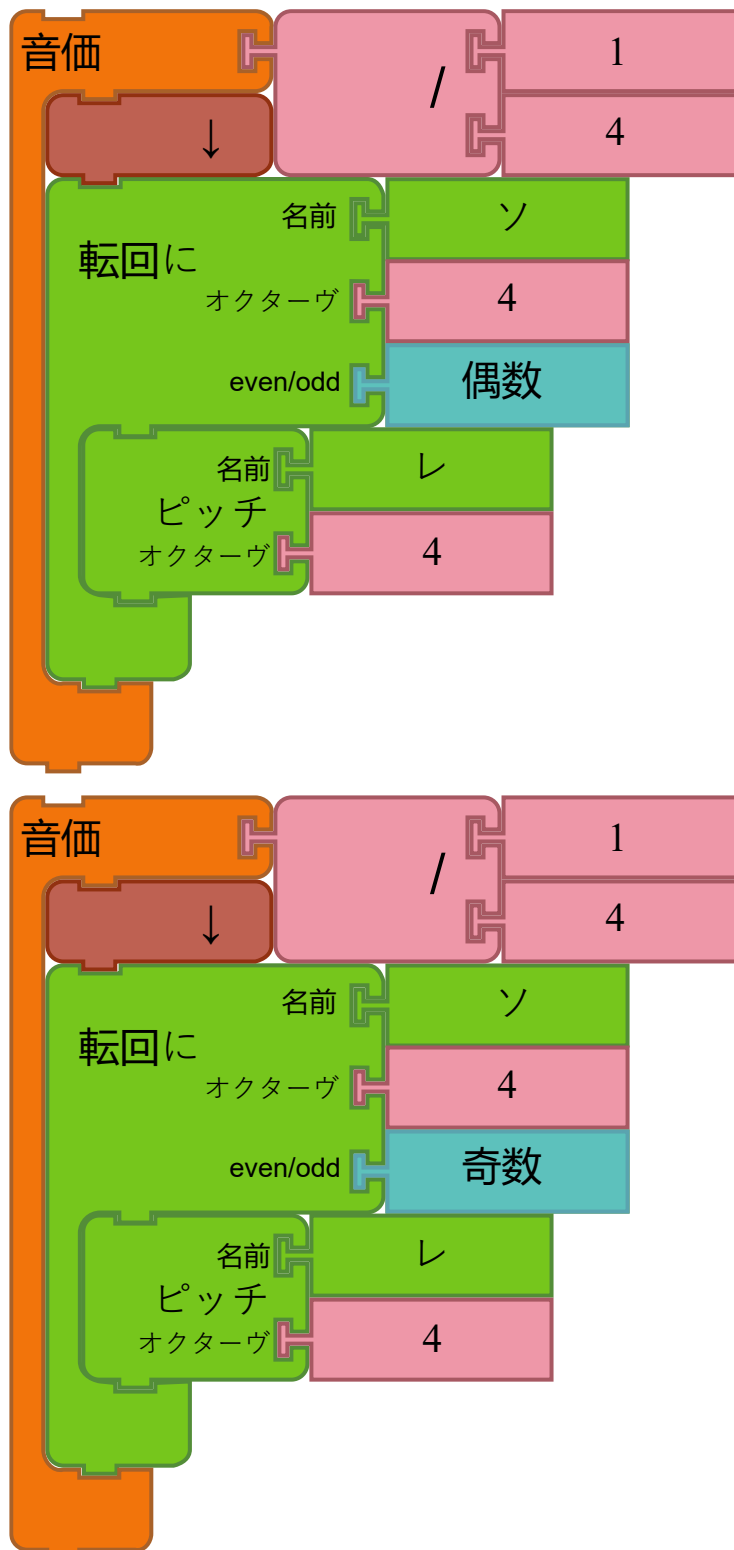 音価
/
1
4
↓
転回に
名前
ソ
オクターヴ
4
even/odd
偶数
ピッチ
名前
レ
オクターヴ
4
音価
/
1
4
↓
転回に
名前
ソ
オクターヴ
4
even/odd
奇数
ピッチ
名前
レ
オクターヴ
4